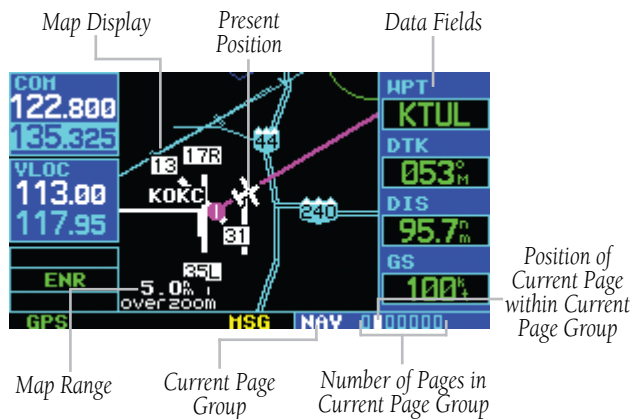 Map Display
Present
Position
Data Fields
COM
122.800
135.325
VLOC
113.00
117.95
ENR
GPS
13
17R
KOKC
31
35L
44
240
5.0 n m
overzoom
MSG
NAV
WPT
KTUL
DTK
053° M
DIS
95.7 n m
GS
100 k t
Position of
Current Page
within Current
Page Group
Map Range
Current Page
Group
Number of Pages in
Current Page Group